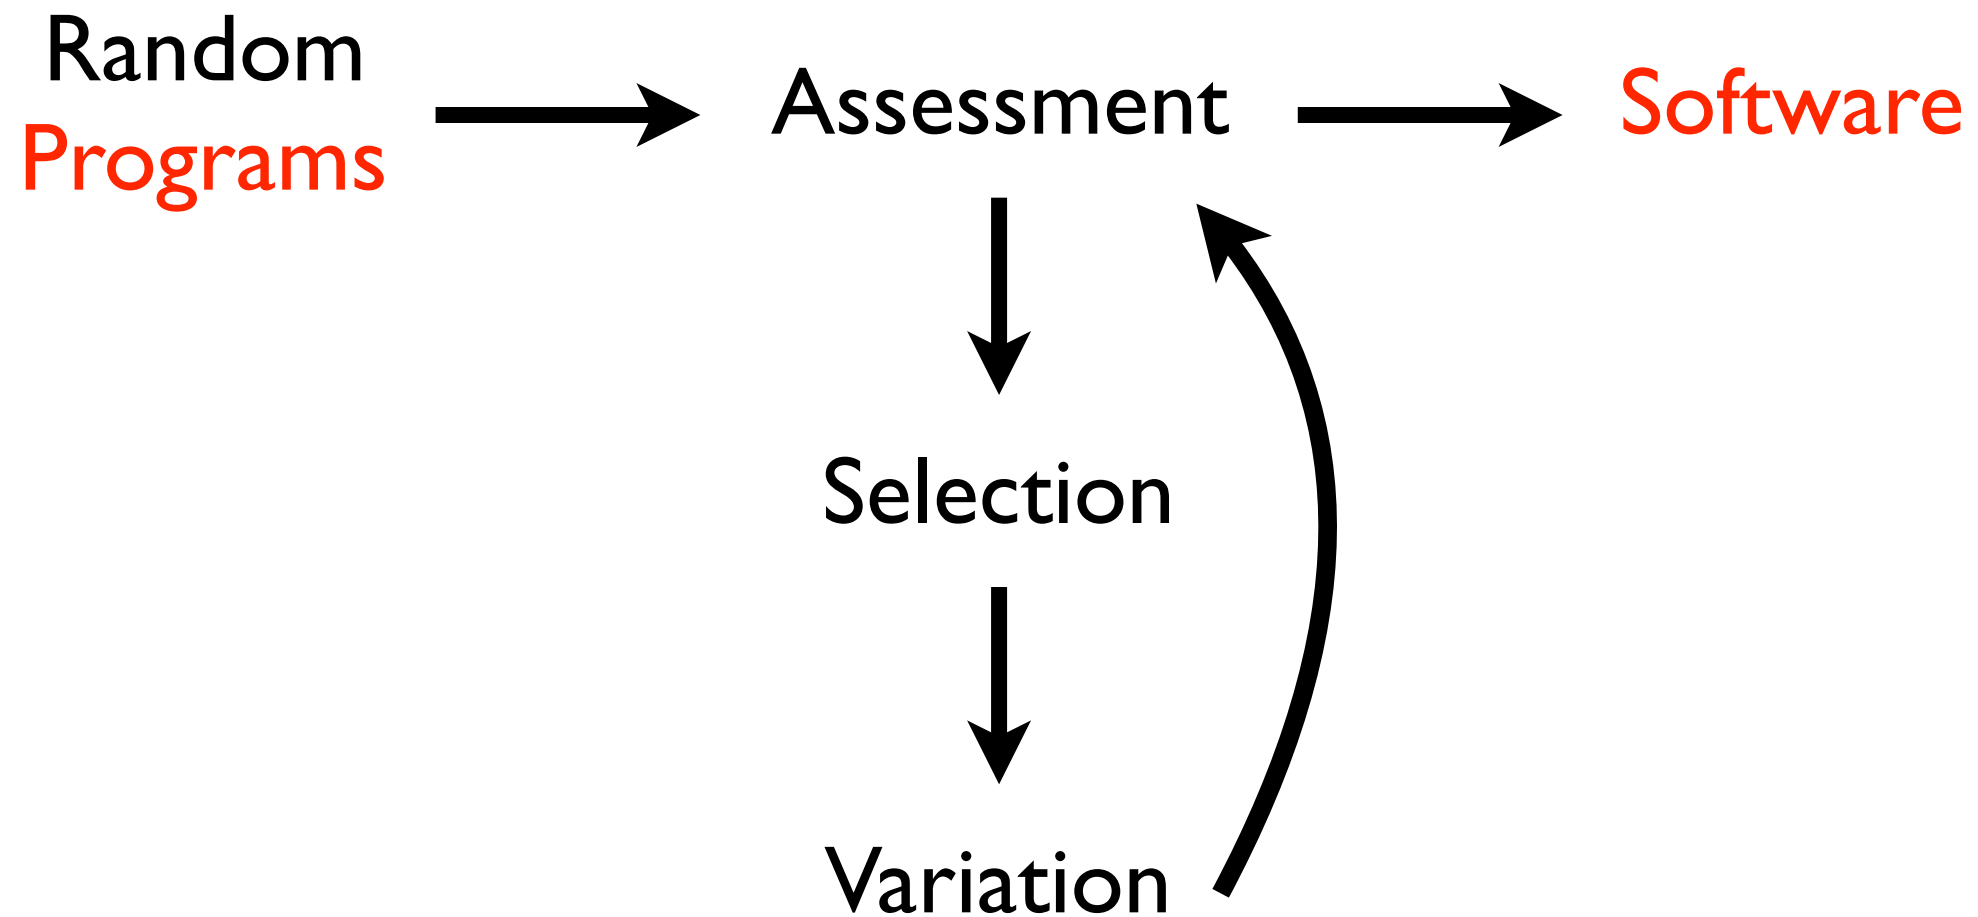 Random
Programs
Assessment
Software
Selection
Variation